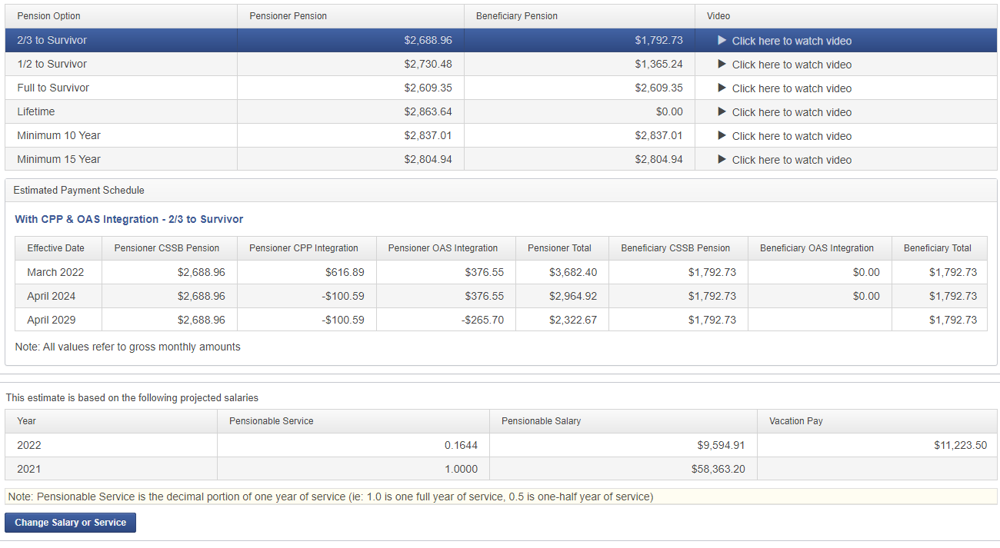 Pension Option Pensioner Pension Beneficiary Pension Video
2/3 to Survivor $2,688.96 $1,792.73 Click here to watch video
1/2 to Survivor $2,730.48 $1,365.24 Click here to watch video
Full to Survivor $2,609.35 $2,609.35 Click here to watch video
Lifetime $2,863.64 $0.00 Click here to watch video
Minimum 10 Year $2,837.01 $2,837.01 Click here to watch video
Minimum 15 Year $2,804.94 $2,804.94 Click here to watch video
Estimated Payment Schedule
With CPP & OAS Integration - 2/3 to Survivor
Effective Date Pensioner CSSB Pension Pensioner CPP Integration Pensioner OAS Integration Pensioner Total Beneficiary CSSB Pension Beneficiary OAS Integration Beneficiary Total
March 2022 $2,688.96 $616.89 $376.55 $3,682.40 $1,792.73 $0.00 $1,792.73
April 2024 $2,688.96 -$100.59 $376.55 $2,964.92 $1,792.73 $0.00 $1,792.73
April 2029 $2,688.96 -$100.59 -$265.70 $2,322.67 $1,792.73 $1,792.73
Note: All values refer to gross monthly amounts
This estimate is based on the following projected salaries
Year Pensionable Service Pensionable Salary Vacation Pay
2022 0.1644 $9,594.91 $11,223.50
2021 1.0000 $58,363.20
Note: Pensionable Service is the decimal portion of one year of service (ie: 1.0 is one full year of service, 0.5 is one-half year of service)
Change Salary or Service